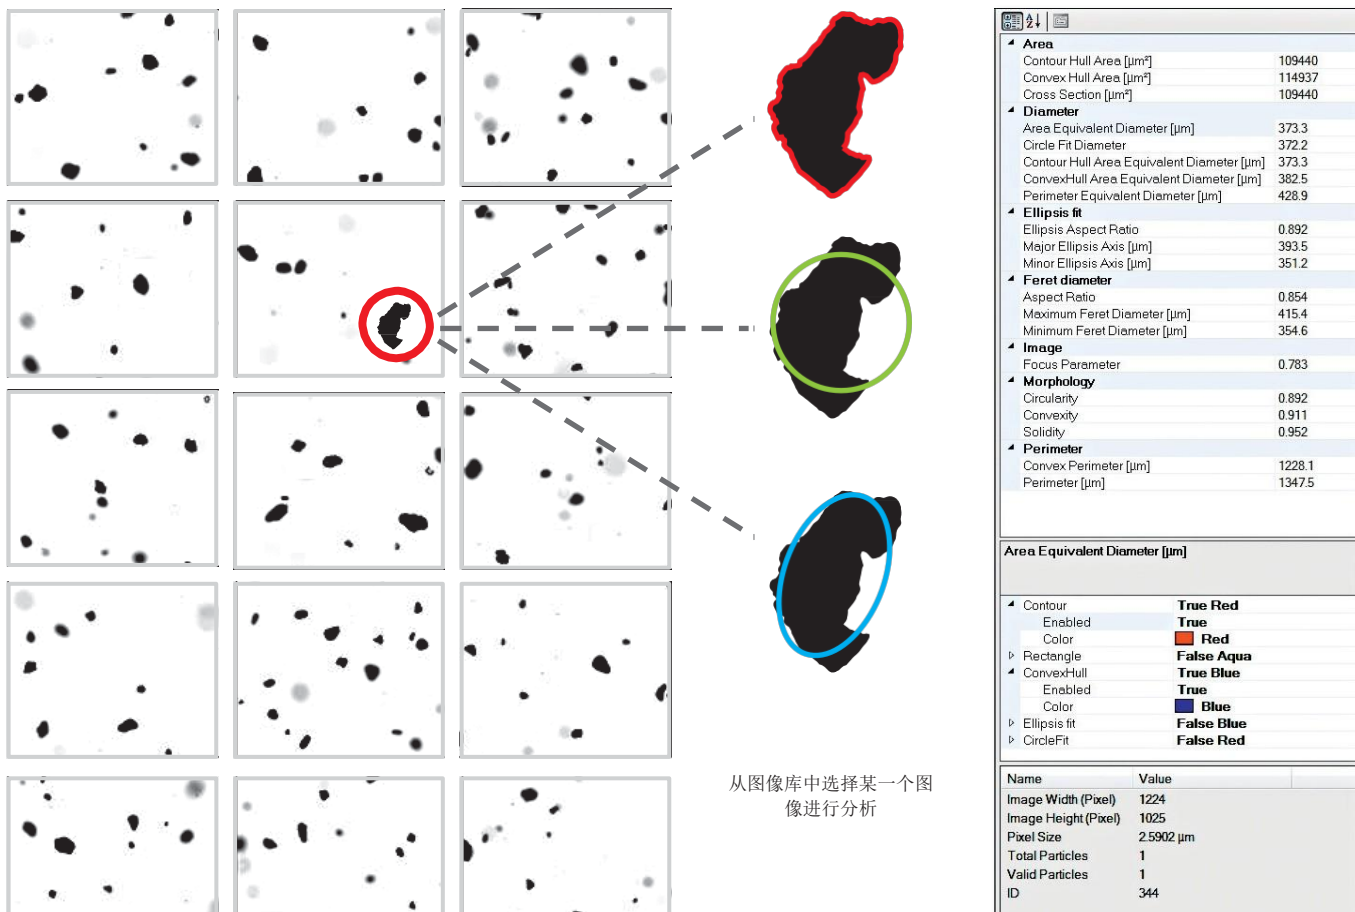 从图像库中选择某一个图
像进行分析
Area
Contour Hull Area [µm²] 109440
Convex Hull Area [µm²] 114937
Cross Section [µm²] 109440
Diameter
Area Equivalent Diameter [µm] 373.3
Circle Fit Diameter 372.2
Contour Hull Area Equivalent Diameter [µm] 373.3
ConvexHull Area Equivalent Diameter [µm] 382.5
Perimeter Equivalent Diameter [µm] 428.9
Ellipsis fit
Ellipsis Aspect Ratio 0.892
Major Ellipsis Axis [µm] 393.5
Minor Ellipsis Axis [µm] 351.2
Feret diameter
Aspect Ratio 0.854
Maximum Feret Diameter [µm] 415.4
Minimum Feret Diameter [µm] 354.6
Image
Focus Parameter 0.783
Morphology
Circularity 0.892
Convexity 0.911
Solidity 0.952
Perimeter
Convex Perimeter [µm] 1228.1
Perimeter [µm] 1347.5
Area Equivalent Diameter [µm]
Contour True Red
Enabled True
Color Red
Rectangle False Aqua
ConvexHull True Blue
Enabled True
Color Blue
Ellipsis fit False Blue
CircleFit False Red
Name Value
Image Width (Pixel) 1224
Image Height (Pixel) 1025
Pixel Size 2.5902 µm
Total Particles 1
Valid Particles 1
ID 344